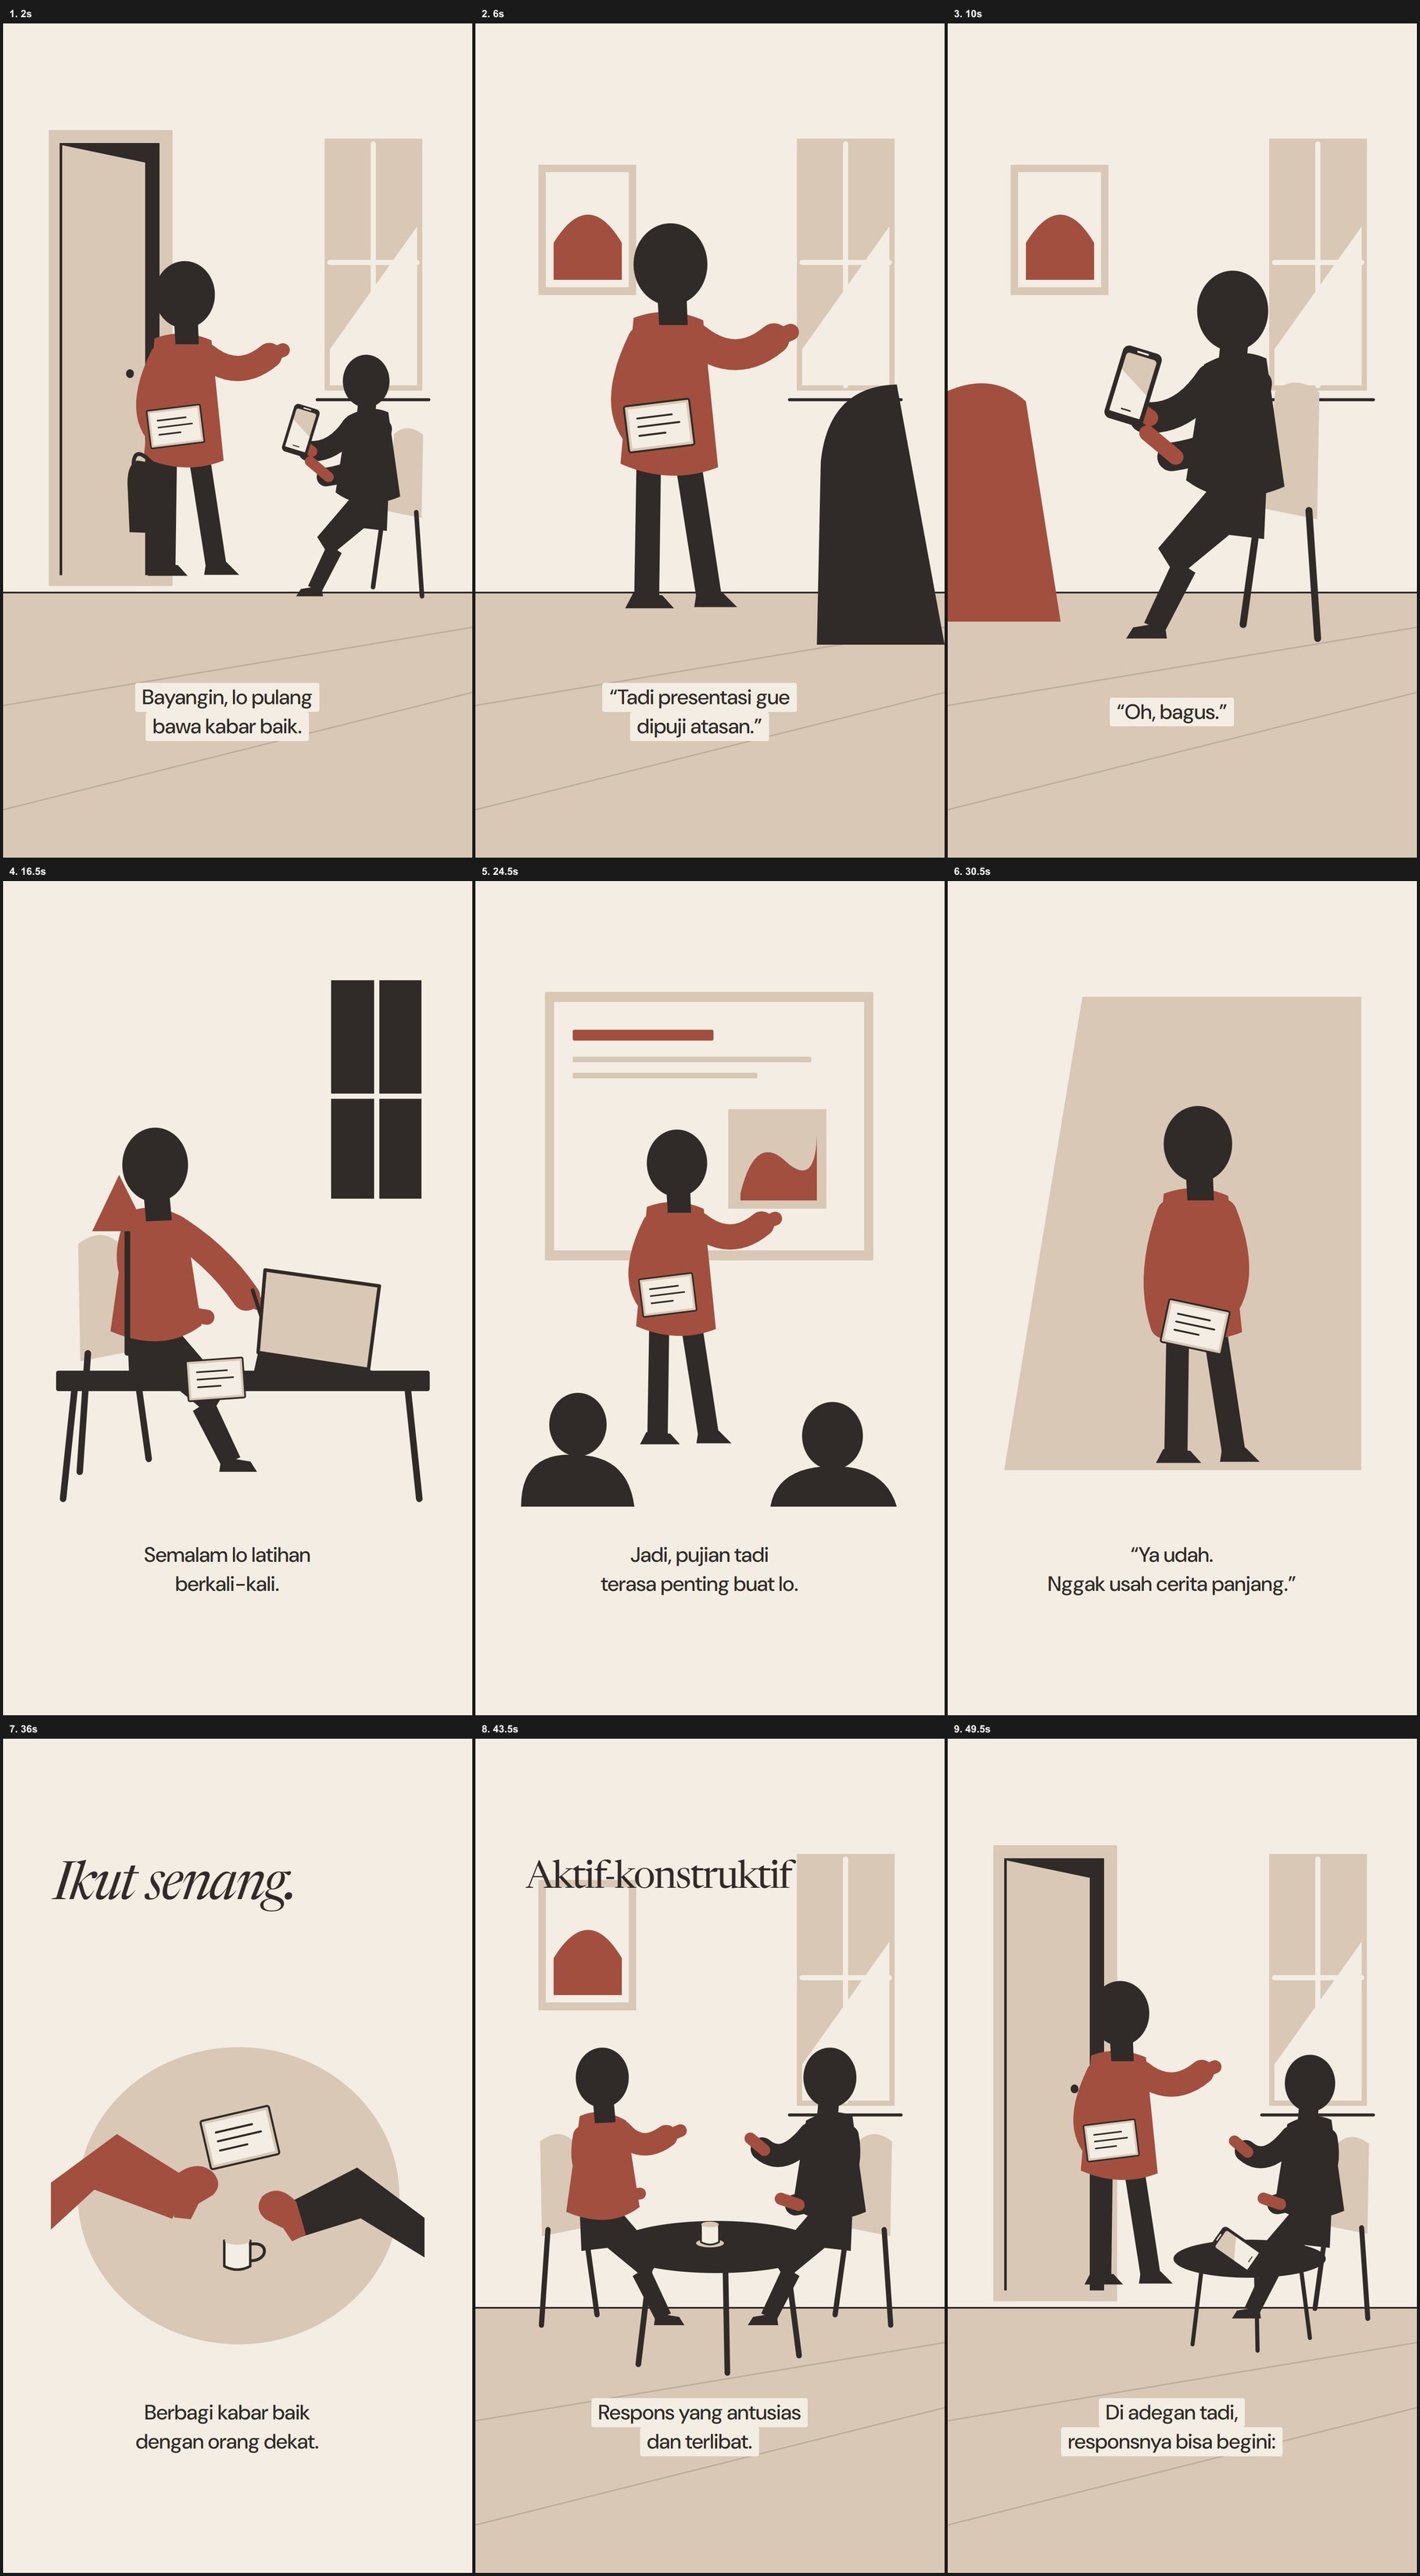 1. 2s
Bayangin, lo pulang
bawa kabar baik.
2. 6s
“Tadi presentasi gue
dipuji atasan.”
3. 10s
“Oh, bagus.”
4. 16.5s
Semalam lo latihan
berkali-kali.
5. 24.5s
Jadi, pujian tadi
terasa penting buat lo.
6. 30.5s
“Ya udah.
Nggak usah cerita panjang.”
7. 36s
Ikut senang.
Berbagi kabar baik
dengan orang dekat.
8. 43.5s
Aktif-konstruktif
Respons yang antusias
dan terlibat.
9. 49.5s
Di adegan tadi,
responsnya bisa begini: